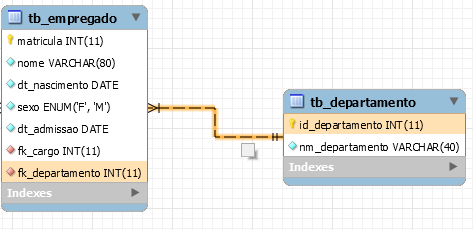 tb_empregado
matricula INT(11)
nome VARCHAR(80)
dt_nascimento DATE
sexo ENUM('F', 'M')
dt_admissao DATE
fk_cargo INT(11)
fk_departamento INT(11)
Indexes
tb_departamento
id_departamento INT(11)
nm_departamento VARCHAR(40)
Indexes